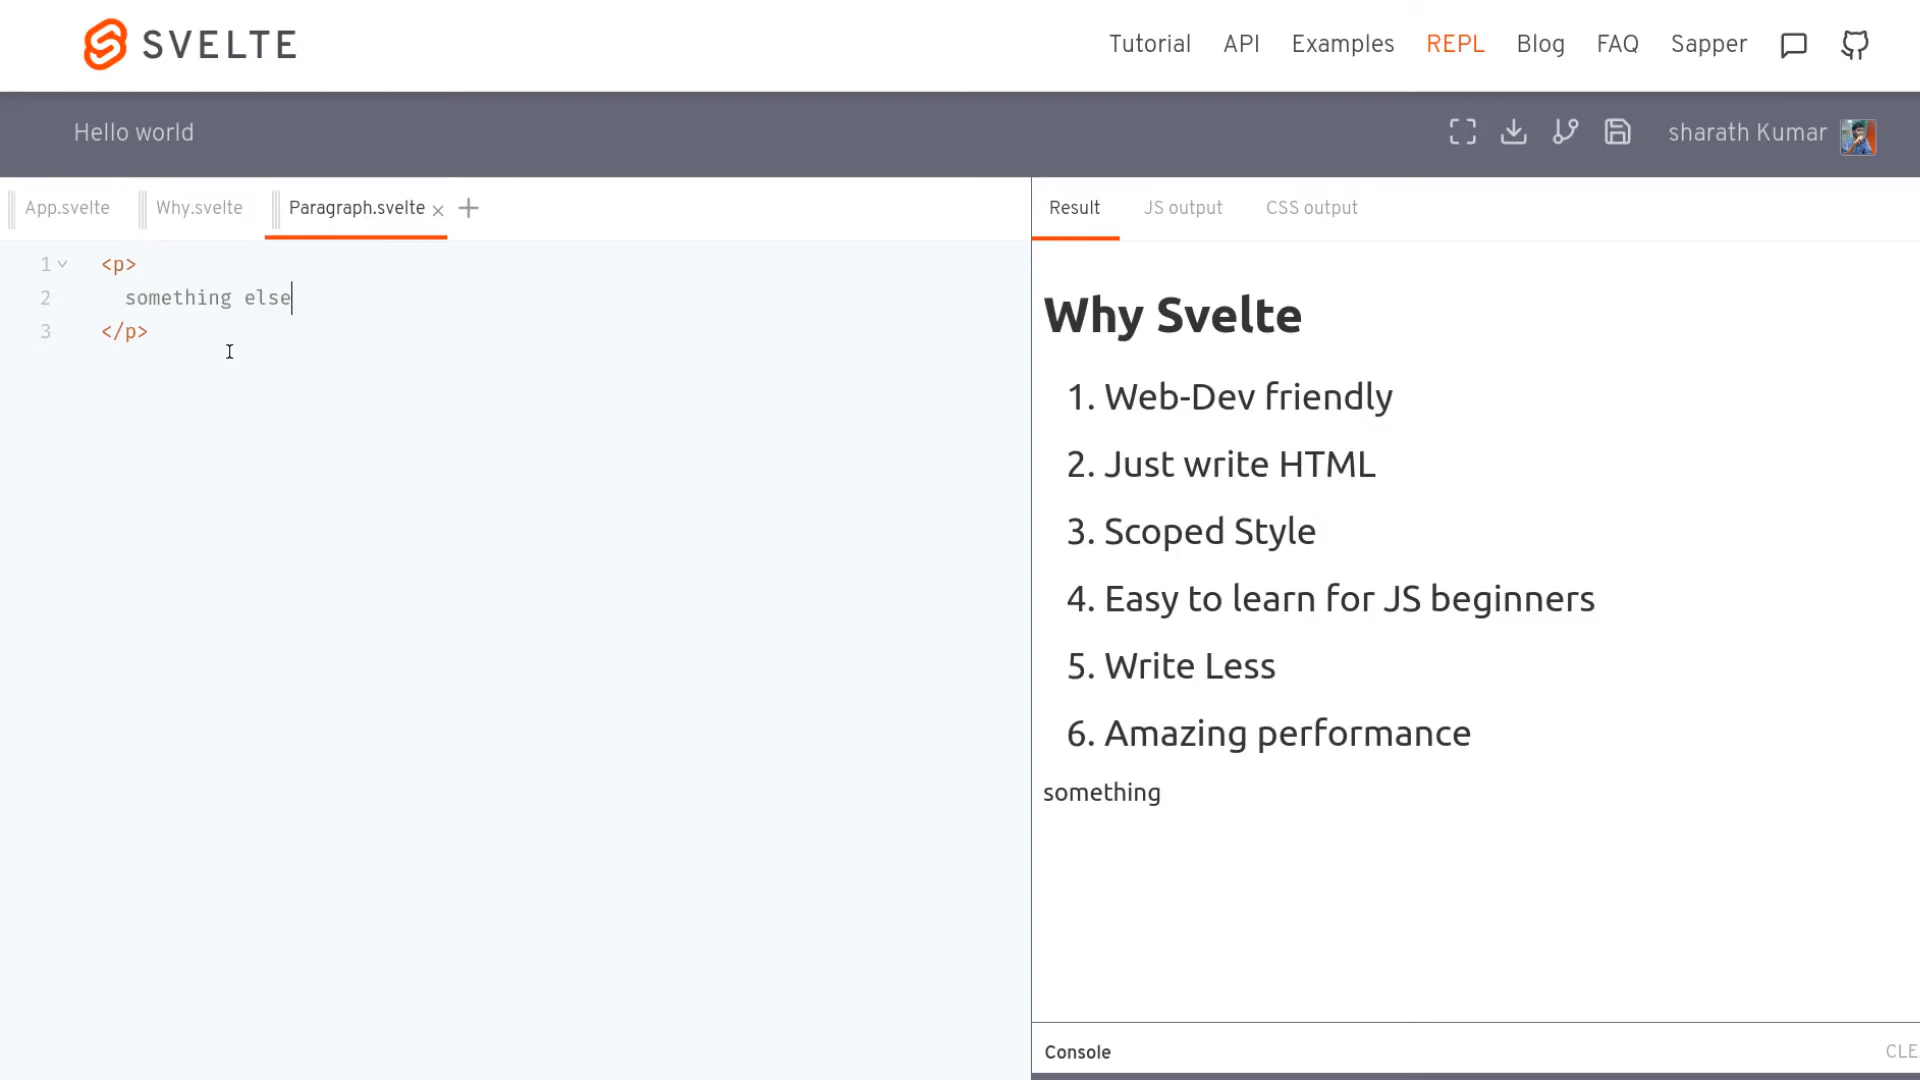 SVELTE
Tutorial API Examples REPL Blog FAQ Sapper
Hello world
sharath Kumar
App.svelte Why.svelte Paragraph.svelte
1 <p>
2 something else
3 </p>
Result JS output CSS output
Why Svelte
1. Web-Dev friendly
2. Just write HTML
3. Scoped Style
4. Easy to learn for JS beginners
5. Write Less
6. Amazing performance
something
Console CLE